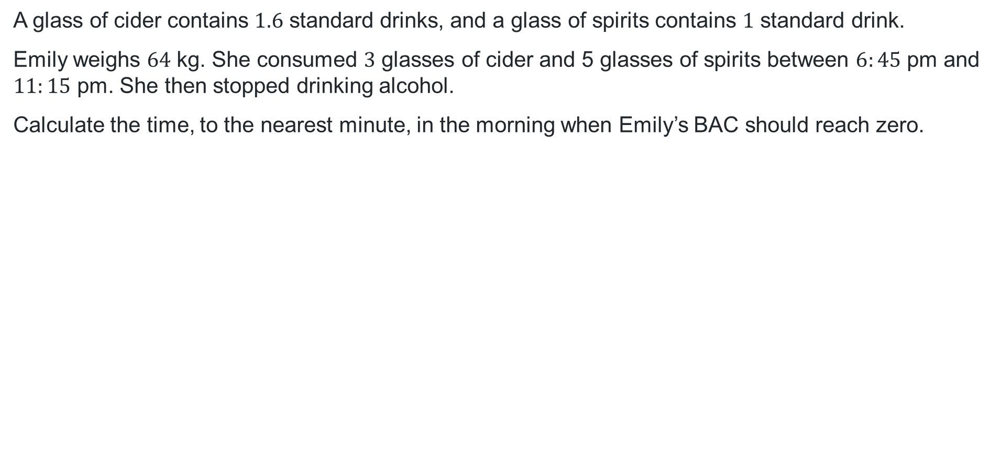 A glass of cider contains 1.6 standard drinks, and a glass of spirits contains 1 standard drink.
Emily weighs 64 kg. She consumed 3 glasses of cider and 5 glasses of spirits between 6: 45 pm and
11: 15 pm. She then stopped drinking alcohol.
Calculate the time, to the nearest minute, in the morning when Emily’s BAC should reach zero.